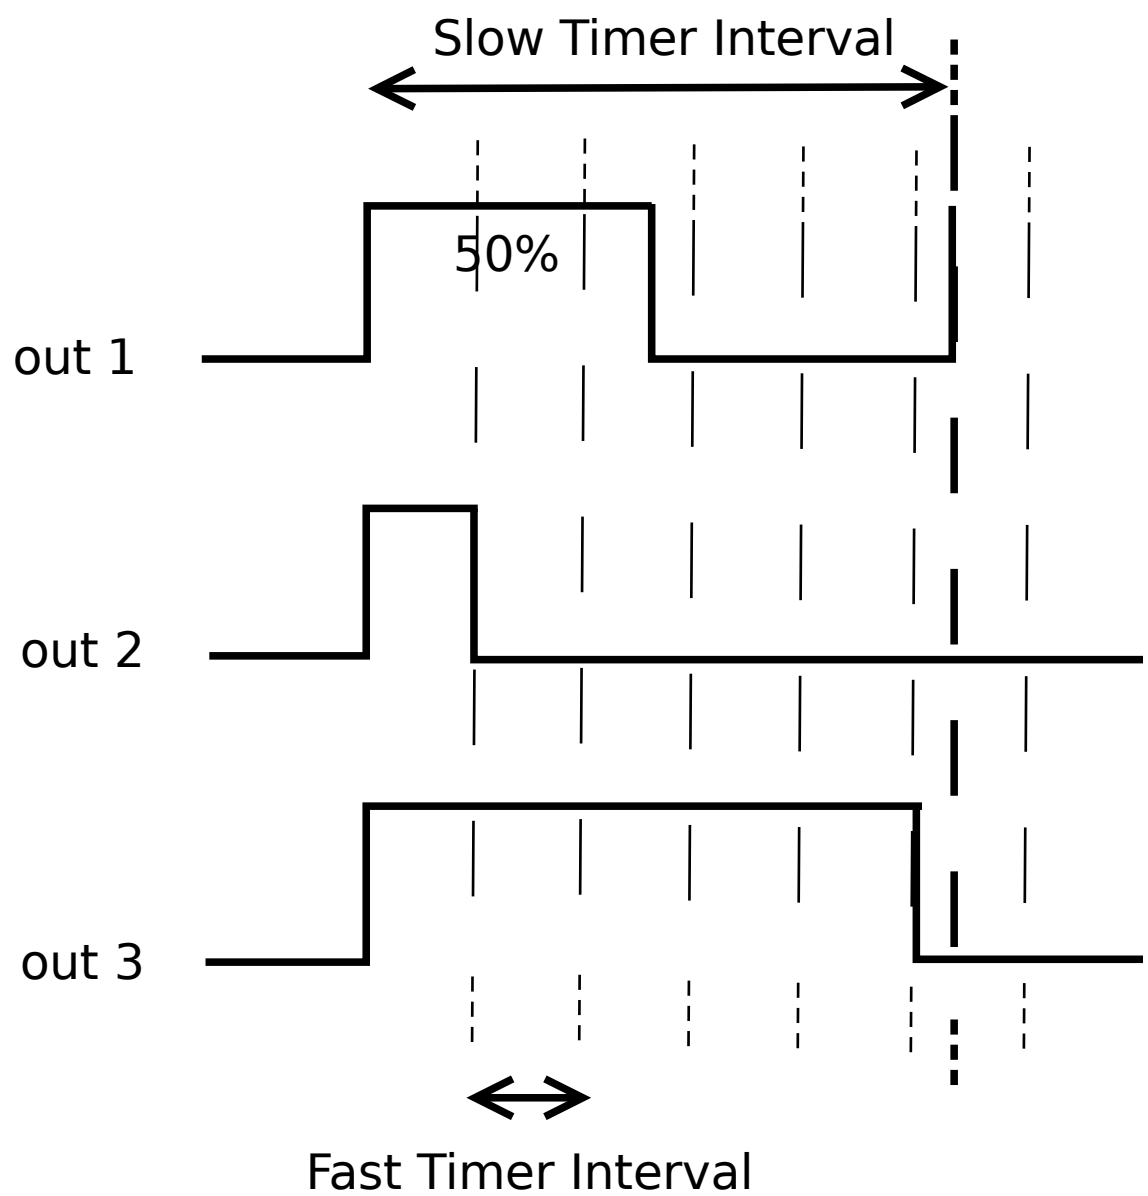 Slow Timer Interval
50%
out 1
out 2
out 3
Fast Timer Interval